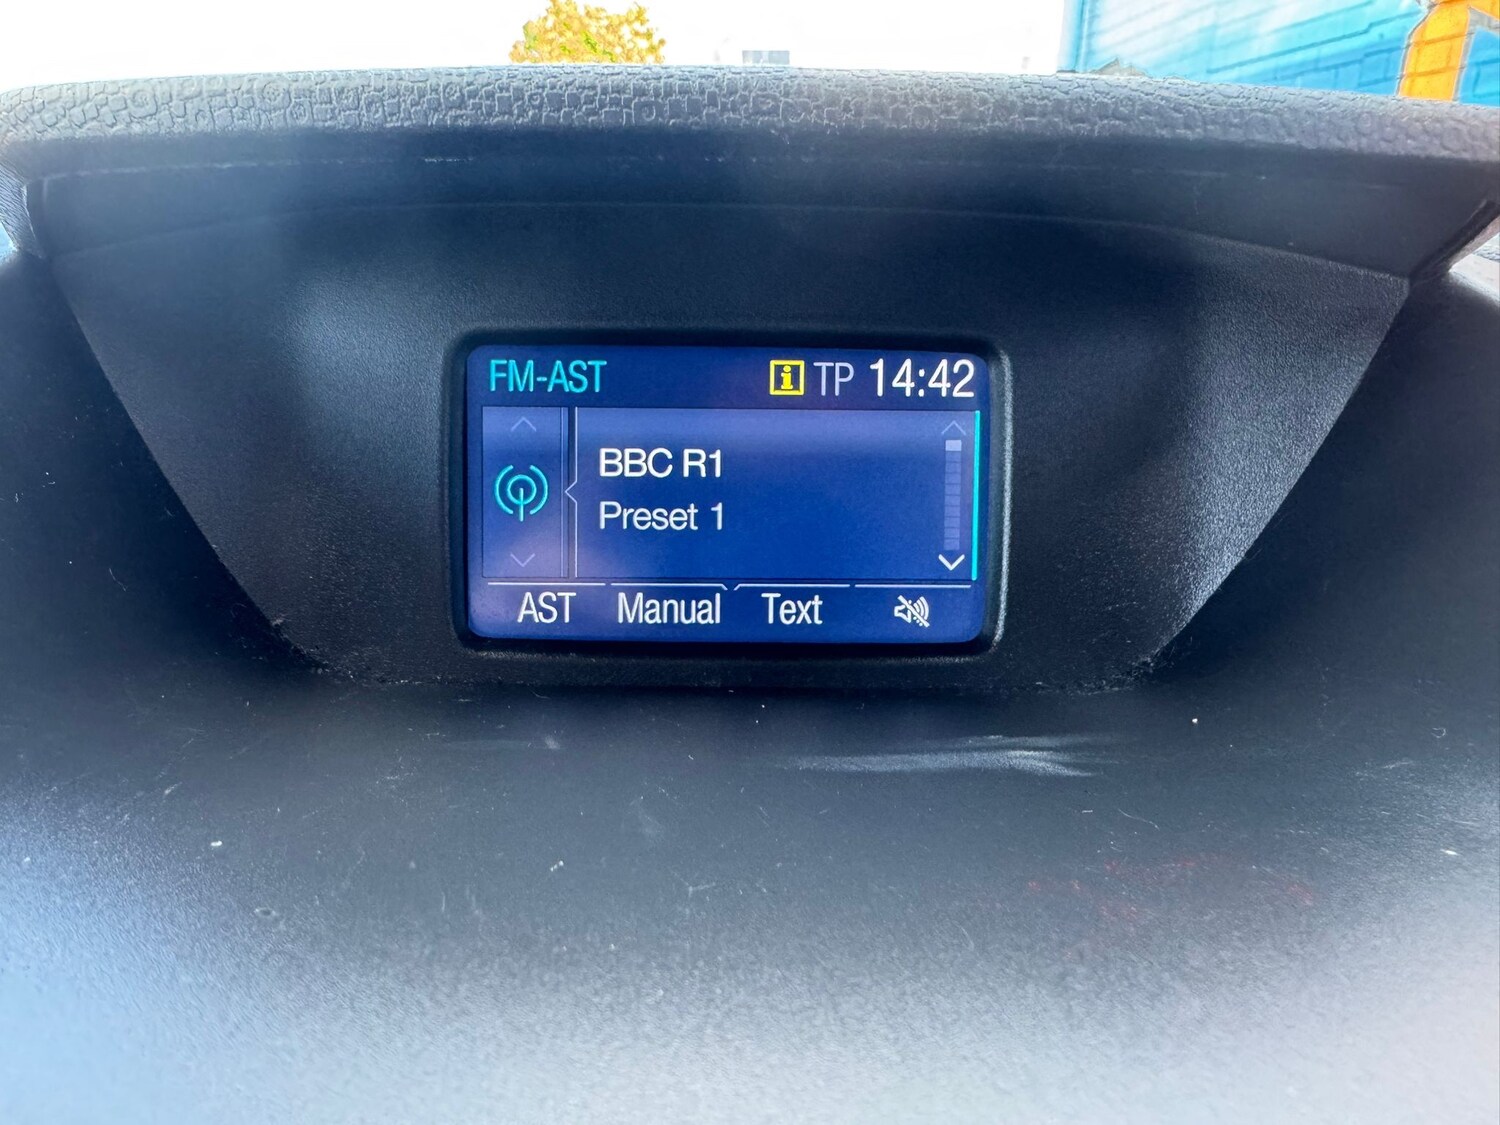 FM-AST i TP 14:42
BBC R1
Preset 1
AST Manual Text